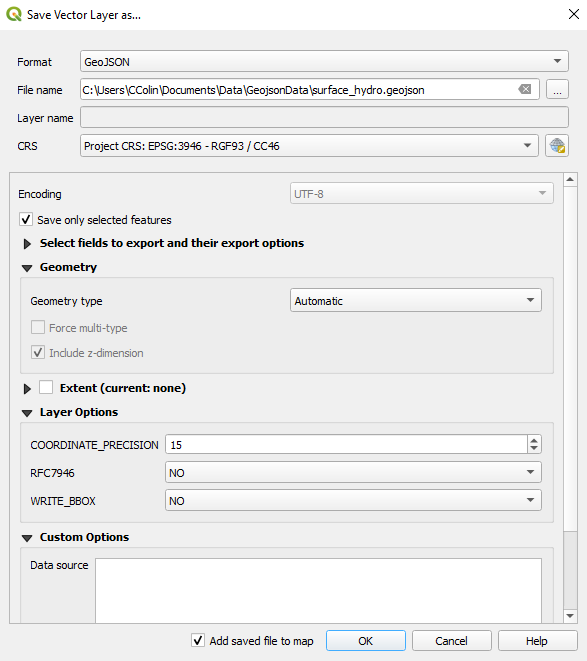 Save Vector Layer as...
Format GeoJSON
File name C:\Users\CColin\Documents\Data\GeojsonData\surface_hydro.geojson ...
Layer name
CRS Project CRS: EPSG:3946 - RGF93 / CC46
Encoding UTF-8
Save only selected features
Select fields to export and their export options
Geometry
Geometry type Automatic
Force multi-type
Include z-dimension
Extent (current: none)
Layer Options
COORDINATE_PRECISION 15
RFC7946 NO
WRITE_BBOX NO
Custom Options
Data source
Add saved file to map OK Cancel Help